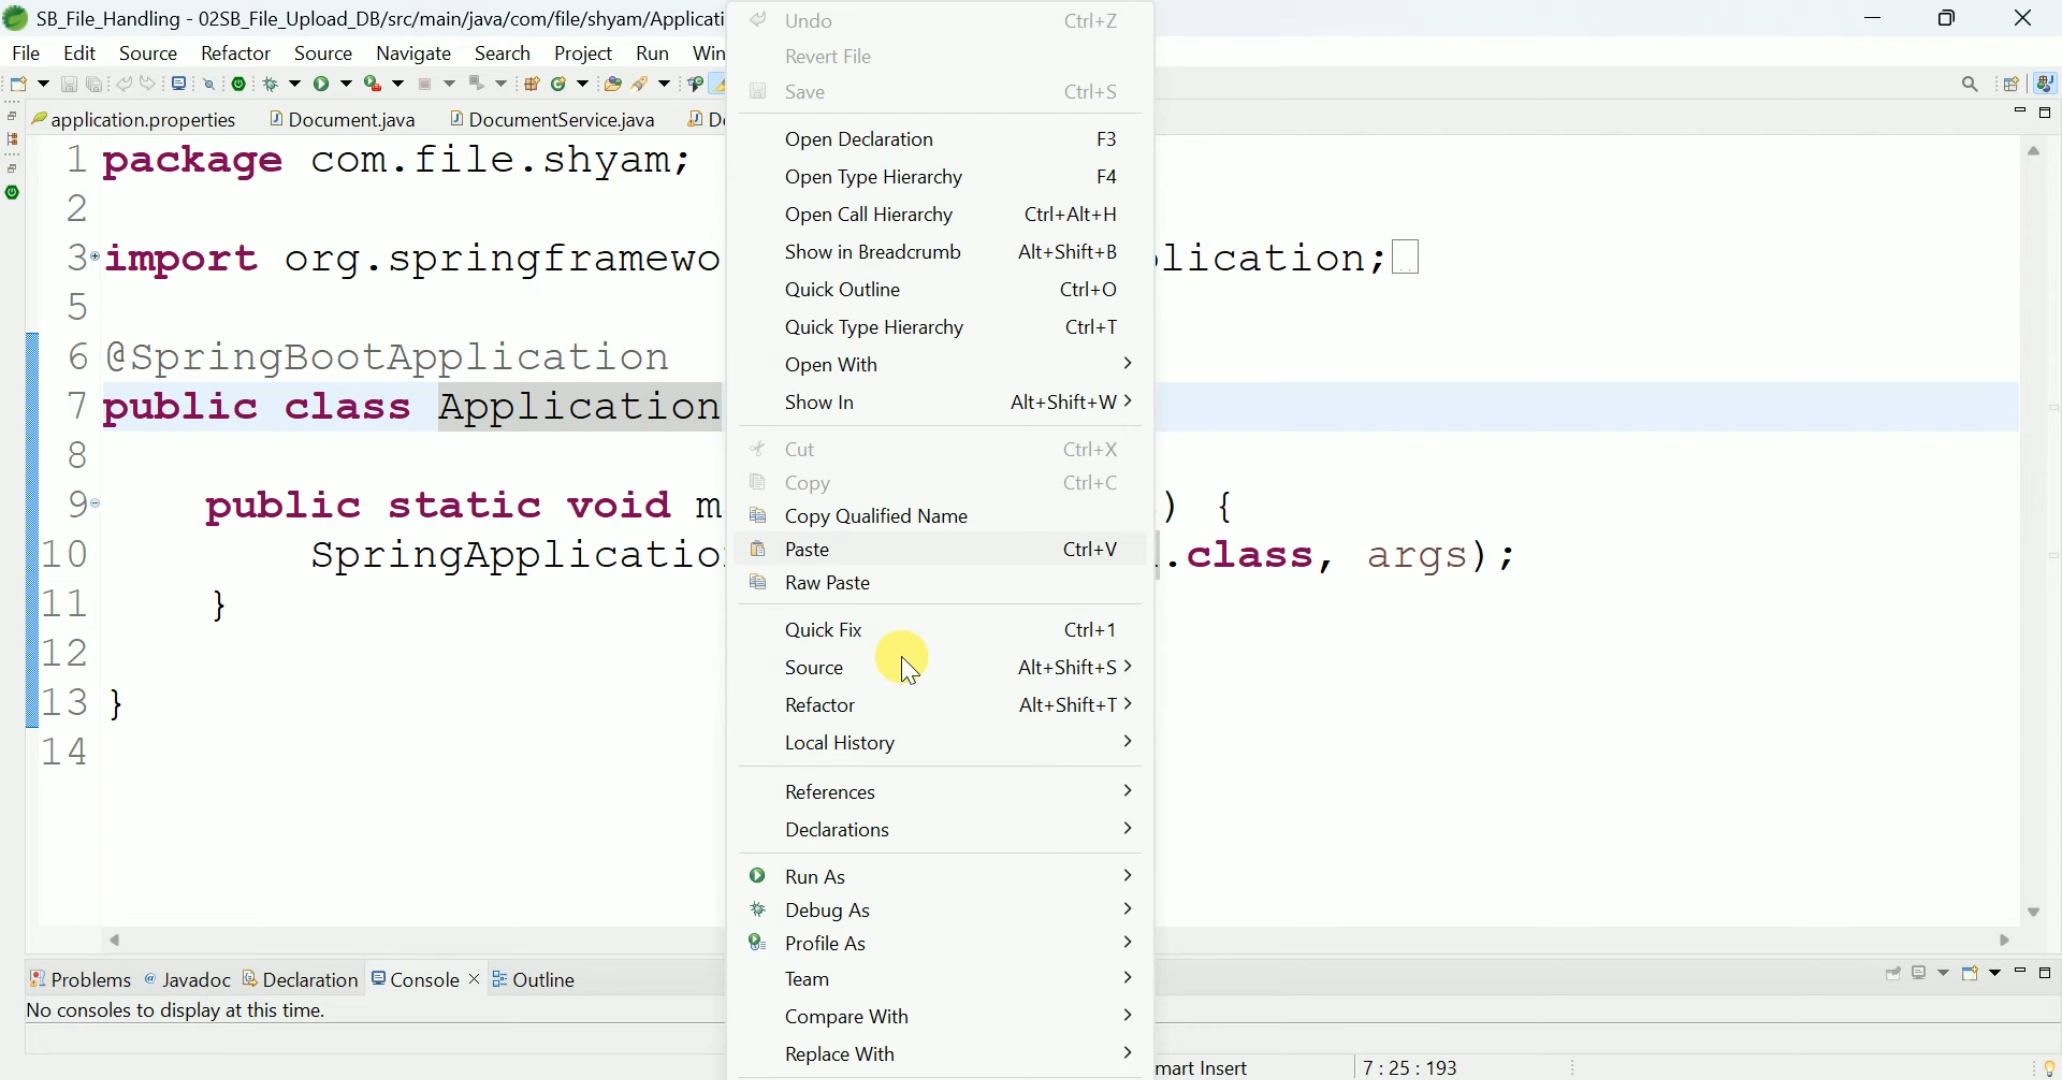 SB_File_Handling - 02SB_File_Upload_DB/src/main/java/com/file/shyam/Applicati
File Edit Source Refactor Source Navigate Search Project Run Win
application.properties Document.java DocumentService.java
1 package com.file.shyam;
2
3 import org.springframewo lication;
5
6 @SpringBootApplication
7 public class Application
8
9 public static void m ) {
10 SpringApplicatio .class, args);
11 }
12
13 }
14
Undo Ctrl+Z
Revert File
Save Ctrl+S
Open Declaration F3
Open Type Hierarchy F4
Open Call Hierarchy Ctrl+Alt+H
Show in Breadcrumb Alt+Shift+B
Quick Outline Ctrl+O
Quick Type Hierarchy Ctrl+T
Open With >
Show In Alt+Shift+W >
Cut Ctrl+X
Copy Ctrl+C
Copy Qualified Name
Paste Ctrl+V
Raw Paste
Quick Fix Ctrl+1
Source Alt+Shift+S >
Refactor Alt+Shift+T >
Local History >
References >
Declarations >
Run As >
Debug As >
Profile As >
Team >
Compare With >
Replace With >
Problems Javadoc Declaration Console Outline
No consoles to display at this time.
mart Insert 7 : 25 : 193